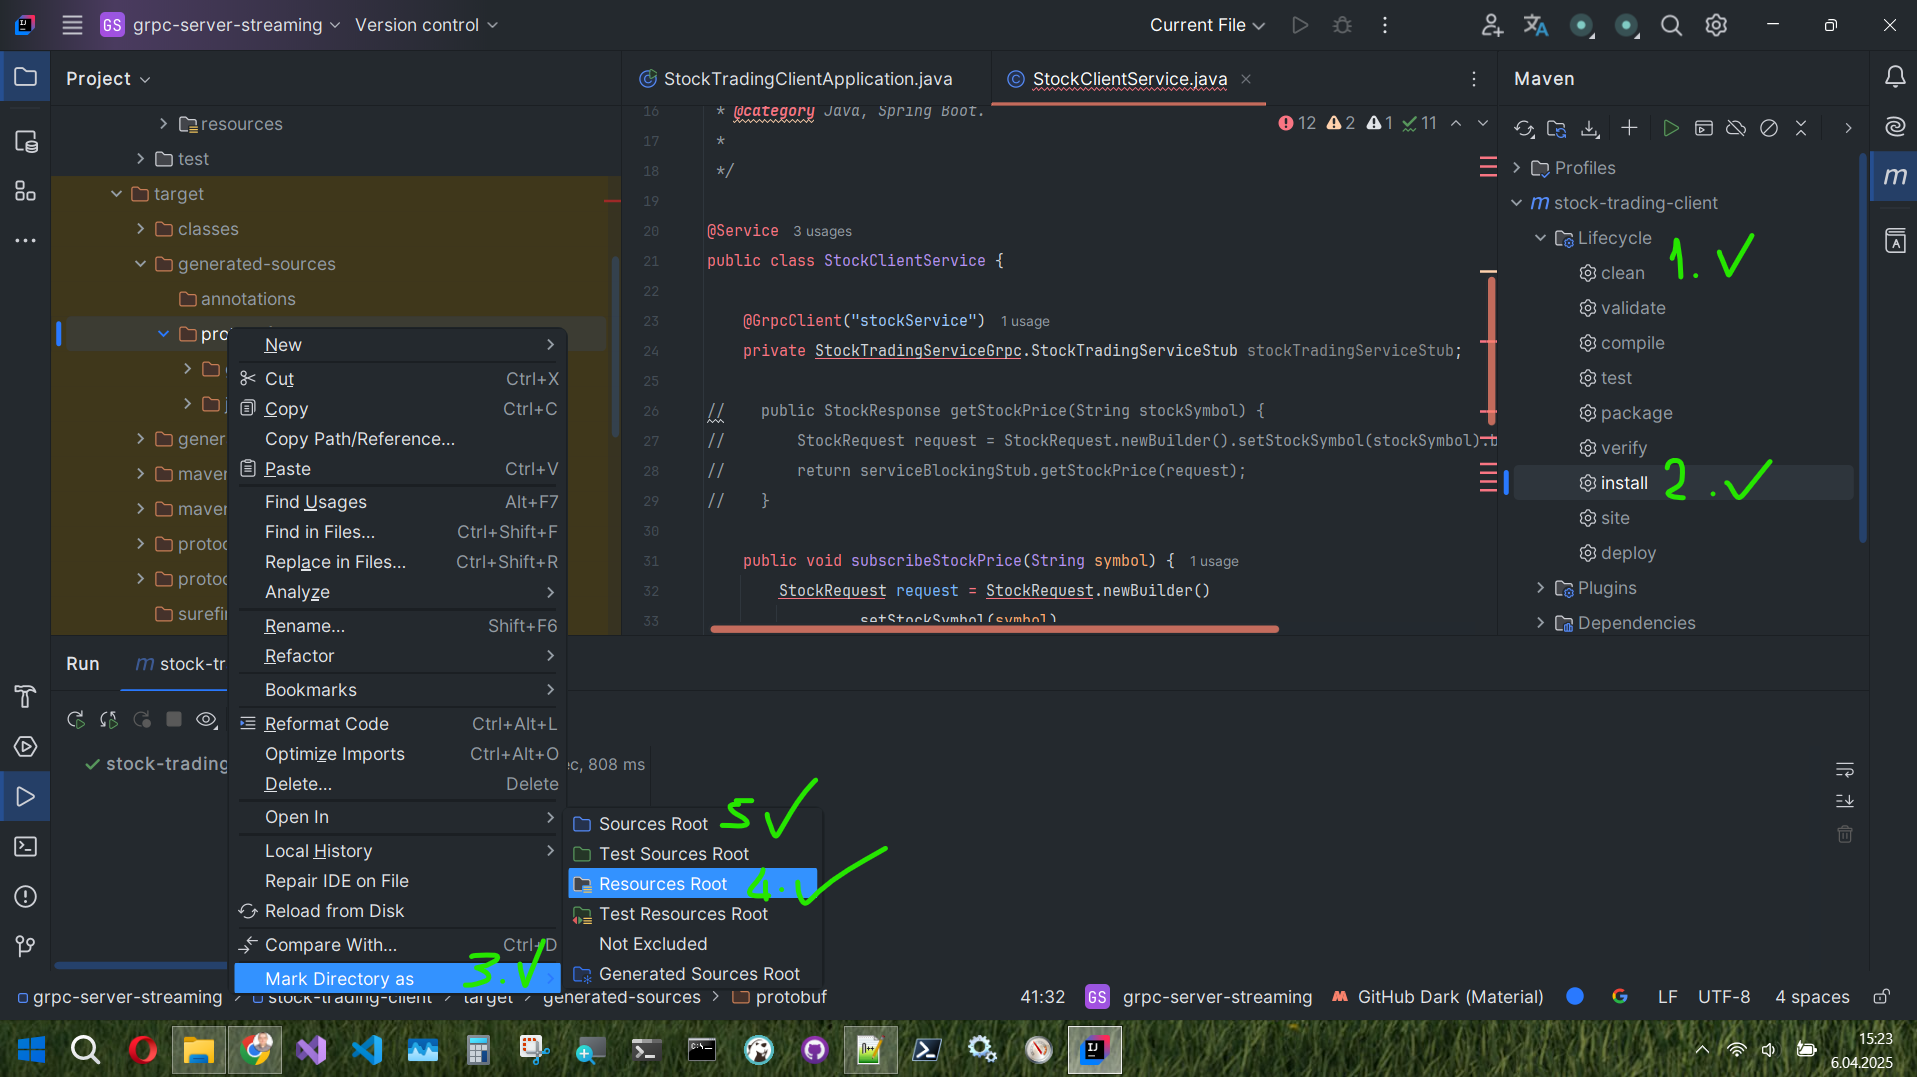 GS grpc-server-streaming Version control Current File
Project
StockTradingClientApplication.java StockClientService.java
Maven
resources
test
target
classes
generated-sources
annotations
gener
maver
maver
protoc
protoc
surefir
New
Cut Ctrl+X
Copy Ctrl+C
Copy Path/Reference...
Paste Ctrl+V
Find Usages Alt+F7
Find in Files... Ctrl+Shift+F
Replace in Files... Ctrl+Shift+R
Analyze
Rename... Shift+F6
Refactor
Bookmarks
Reformat Code Ctrl+Alt+L
Optimize Imports Ctrl+Alt+O
Delete... Delete
Open In
Local History
Repair IDE on File
Reload from Disk
Compare With... Ctrl+D
Mark Directory as 3.✓
Sources Root 5✓
Test Sources Root
Resources Root 4.✓
Test Resources Root
Not Excluded
Generated Sources Root
12 2 1 11
16 * @category Java, Spring Boot.
17 *
18 */
19
20 @Service 3 usages
21 public class StockClientService {
22
23 @GrpcClient("stockService") 1 usage
24 private StockTradingServiceGrpc.StockTradingServiceStub stockTradingServiceStub;
25
26 // public StockResponse getStockPrice(String stockSymbol) {
27 // StockRequest request = StockRequest.newBuilder().setStockSymbol(stockSymbol).b
28 // return serviceBlockingStub.getStockPrice(request);
29 // }
30
31 public void subscribeStockPrice(String symbol) { 1 usage
32 StockRequest request = StockRequest.newBuilder()
33 .setStockSymbol(symbol)
Profiles
m stock-trading-client
Lifecycle
clean 1. ✓
validate
compile
test
package
verify
install 2.✓
site
deploy
Plugins
Dependencies
Run m stock-tr
stock-trading
ec, 808 ms
grpc-server-streaming > stock-trading-client > target > generated-sources > protobuf
41:32 GS grpc-server-streaming GitHub Dark (Material) LF UTF-8 4 spaces
15:23
6.04.2025